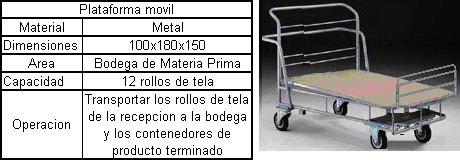 Plataforma movil
Material Metal
Dimensiones 100x180x150
Area Bodega de Materia Prima
Capacidad 12 rollos de tela
Operacion Transportar los rollos de tela
de la recepcion a la bodega
y los contenedores de
producto terminado